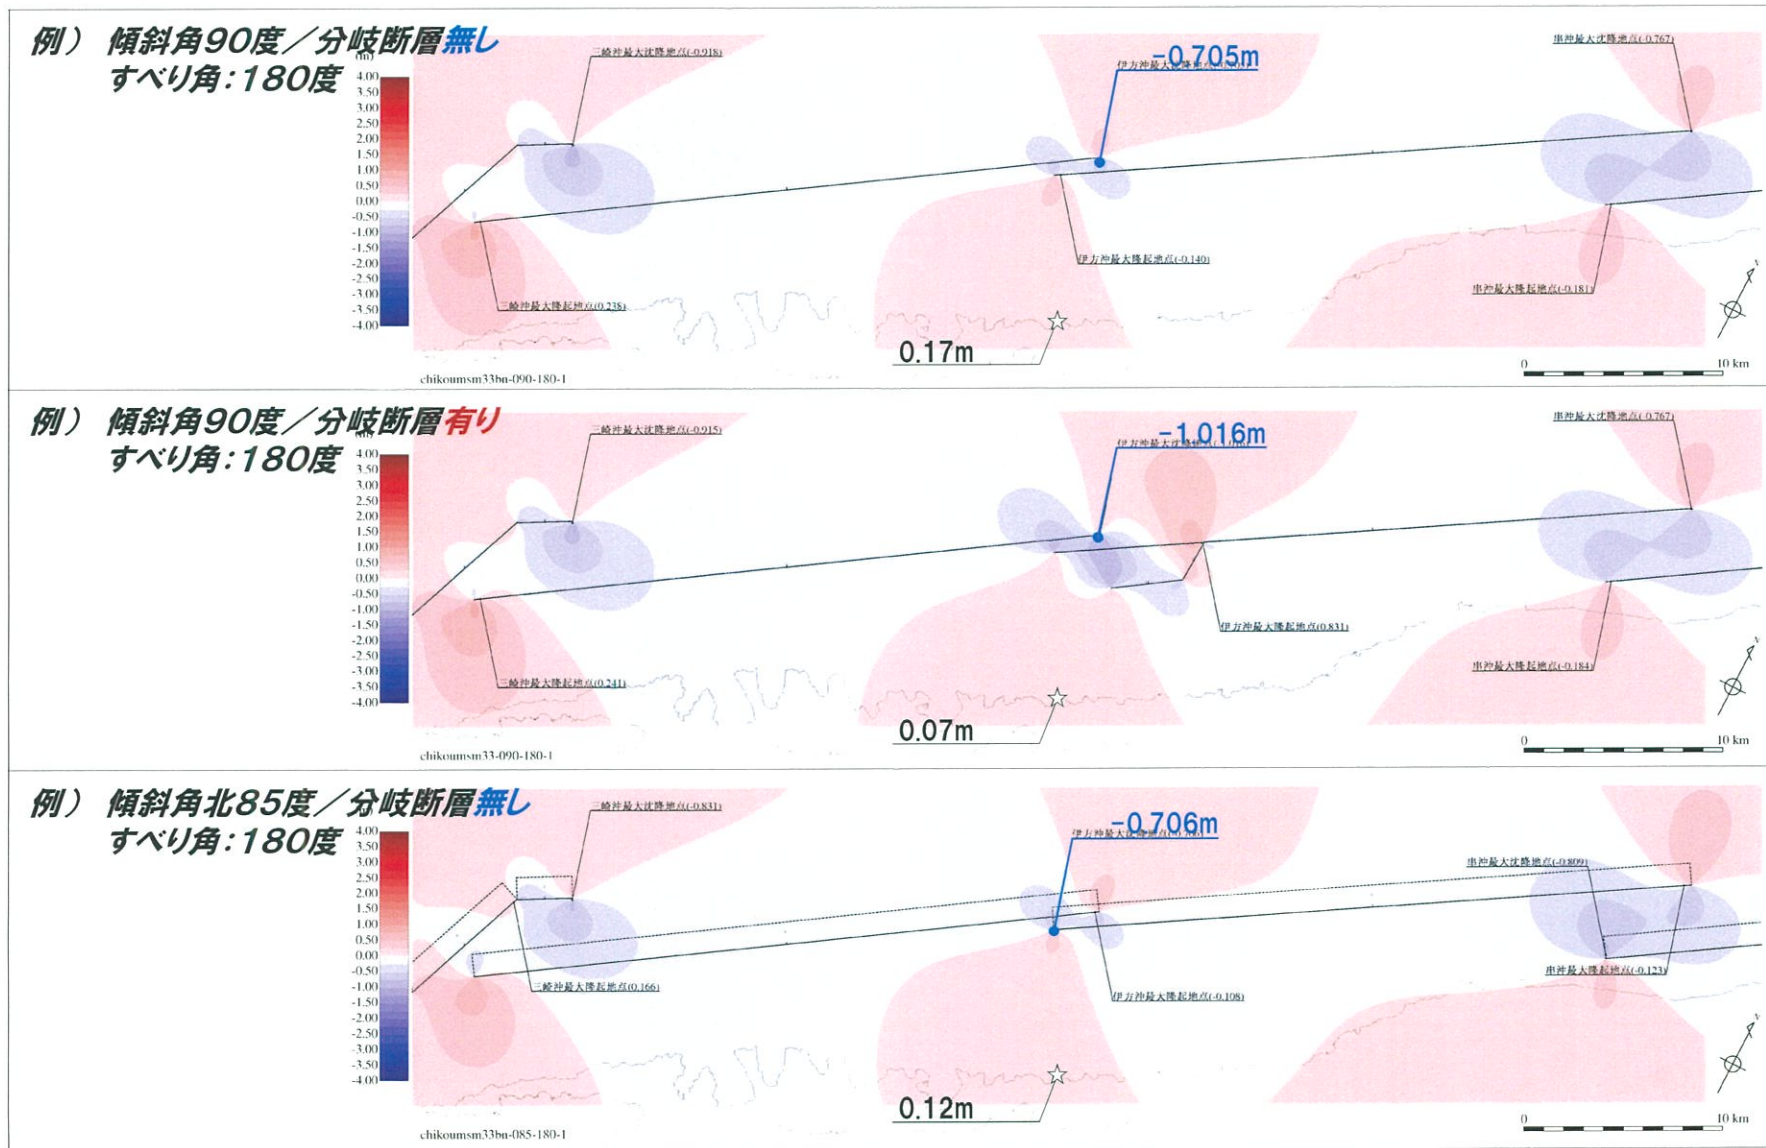 例） 傾斜角90度／分岐断層無し
すべり角：180度
(m)
4.00
3.50
3.00
2.50
2.00
1.50
1.00
0.50
0.00
-0.50
-1.00
-1.50
-2.00
-2.50
-3.00
-3.50
-4.00
三崎沖最大沈降地点(-0.918)
-0.705m
串沖最大沈降地点(-0.767)
伊方沖最大隆起地点(-0.140)
串沖最大隆起地点(-0.181)
三崎沖最大隆起地点(0.238)
0.17m
0 10 km
chikoumsm33bn-090-180-1
例） 傾斜角90度／分岐断層有り
すべり角：180度
4.00
3.50
3.00
2.50
2.00
1.50
1.00
0.50
0.00
-0.50
-1.00
-1.50
-2.00
-2.50
-3.00
-3.50
-4.00
三崎沖最大沈降地点(-0.915)
-1.016m
串沖最大沈降地点(-0.767)
伊方沖最大隆起地点(0.831)
串沖最大隆起地点(-0.184)
三崎沖最大隆起地点(0.241)
0.07m
0 10 km
chikoumsm33-090-180-1
例） 傾斜角北85度／分岐断層無し
すべり角：180度
4.00
3.50
3.00
2.50
2.00
1.50
1.00
0.50
0.00
-0.50
-1.00
-1.50
-2.00
-2.50
-3.00
-3.50
-4.00
三崎沖最大沈降地点(-0.831)
-0.706m
串沖最大沈降地点(-0.809)
三崎沖最大隆起地点(0.166)
伊方沖最大隆起地点(-0.108)
串沖最大隆起地点(-0.123)
0.12m
0 10 km
chikoumsm33bn-085-180-1